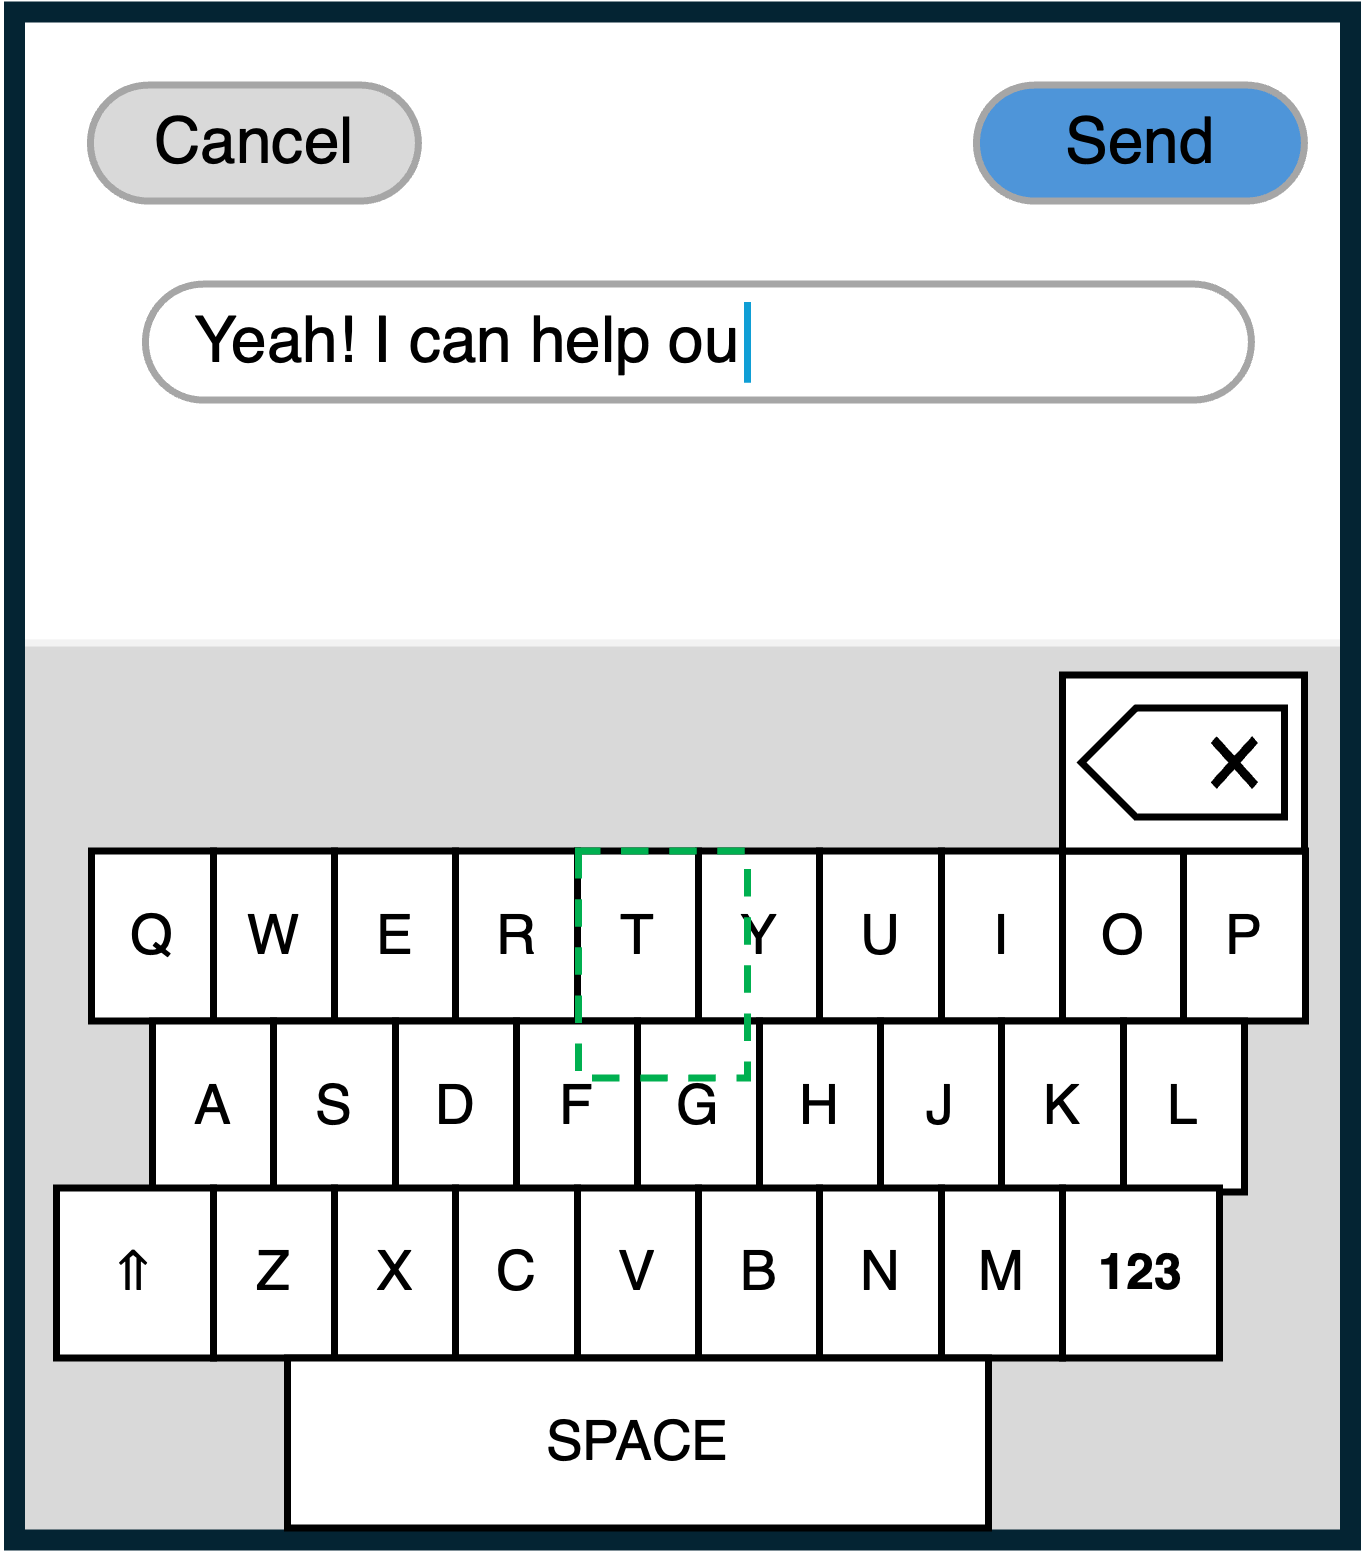 Cancel Send
Yeah! I can help ou
X
Q W E R T Y U I O P
A S D F G H J K L
⇑ Z X C V B N M 123
SPACE